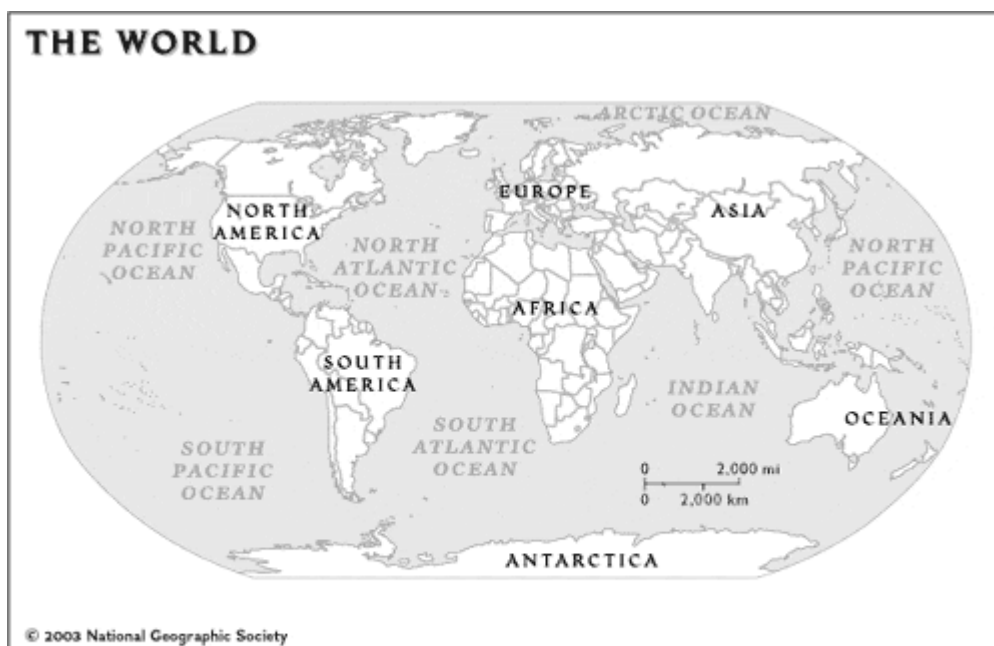 THE WORLD
ARCTIC OCEAN
EUROPE
NORTH
AMERICA
ASIA
NORTH
PACIFIC
OCEAN
NORTH
ATLANTIC
OCEAN
NORTH
PACIFIC
OCEAN
AFRICA
SOUTH
AMERICA
INDIAN
OCEAN
OCEANIA
SOUTH
PACIFIC
OCEAN
SOUTH
ATLANTIC
OCEAN
0 2,000 mi
0 2,000 km
ANTARCTICA
© 2003 National Geographic Society